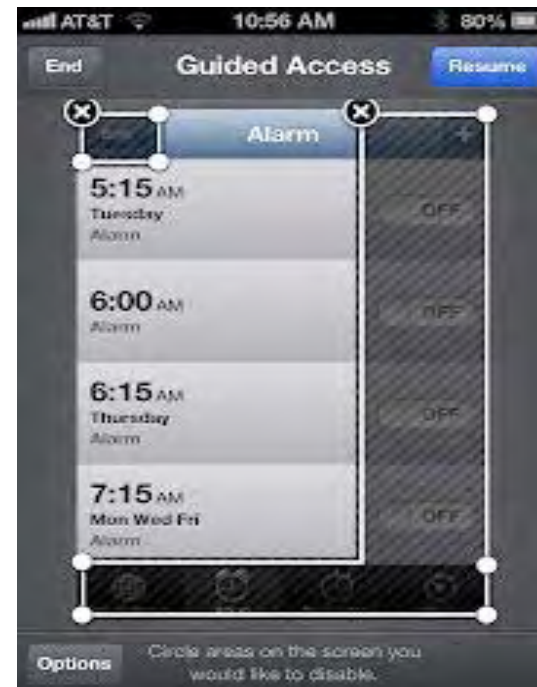 AT&T 10:56 AM 80%
End Guided Access Resume
Alarm +
5:15 AM
Tuesday
Alarm
OFF
6:00 AM
Alarm
OFF
6:15 AM
Thursday
Alarm
OFF
7:15 AM
Mon Wed Fri
Alarm
OFF
Options
Circle areas on the screen you
would like to disable.